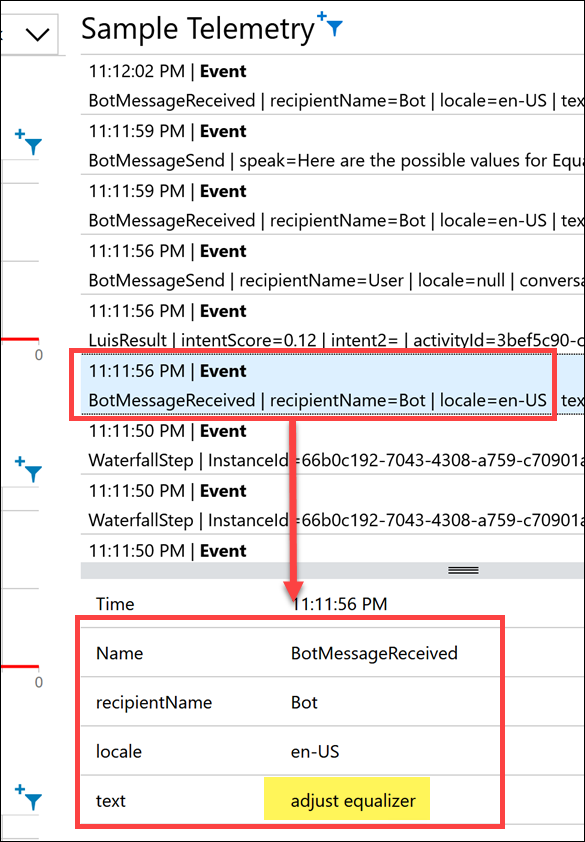 Sample Telemetry
11:12:02 PM | Event
BotMessageReceived | recipientName=Bot | locale=en-US | tex
11:11:59 PM | Event
BotMessageSend | speak=Here are the possible values for Equa
11:11:59 PM | Event
BotMessageReceived | recipientName=Bot | locale=en-US | tex
11:11:56 PM | Event
BotMessageSend | recipientName=User | locale=null | conversa
11:11:56 PM | Event
LuisResult | intentScore=0.12 | intent2= | activityId=3bef5c90-c
0
11:11:56 PM | Event
BotMessageReceived | recipientName=Bot | locale=en-US | tex
11:11:50 PM | Event
WaterfallStep | InstanceId=66b0c192-7043-4308-a759-c70901a
11:11:50 PM | Event
WaterfallStep | InstanceId=66b0c192-7043-4308-a759-c70901a
11:11:50 PM | Event
Time 11:11:56 PM
Name BotMessageReceived
0
recipientName Bot
locale en-US
text adjust equalizer